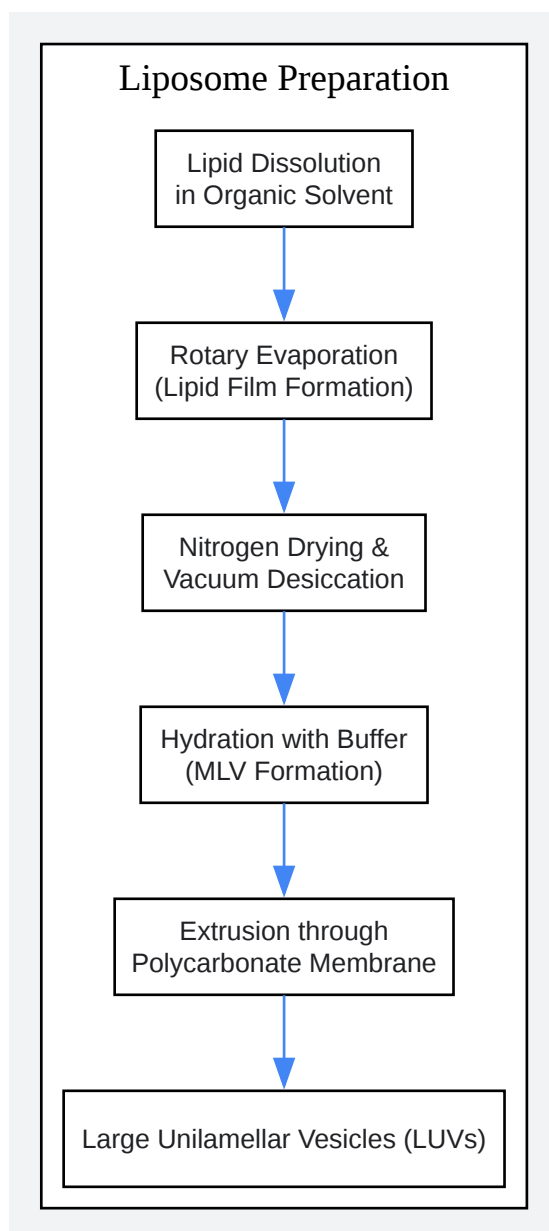 Liposome Preparation
Lipid Dissolution
in Organic Solvent
Rotary Evaporation
(Lipid Film Formation)
Nitrogen Drying &
Vacuum Desiccation
Hydration with Buffer
(MLV Formation)
Extrusion through
Polycarbonate Membrane
Large Unilamellar Vesicles (LUVs)